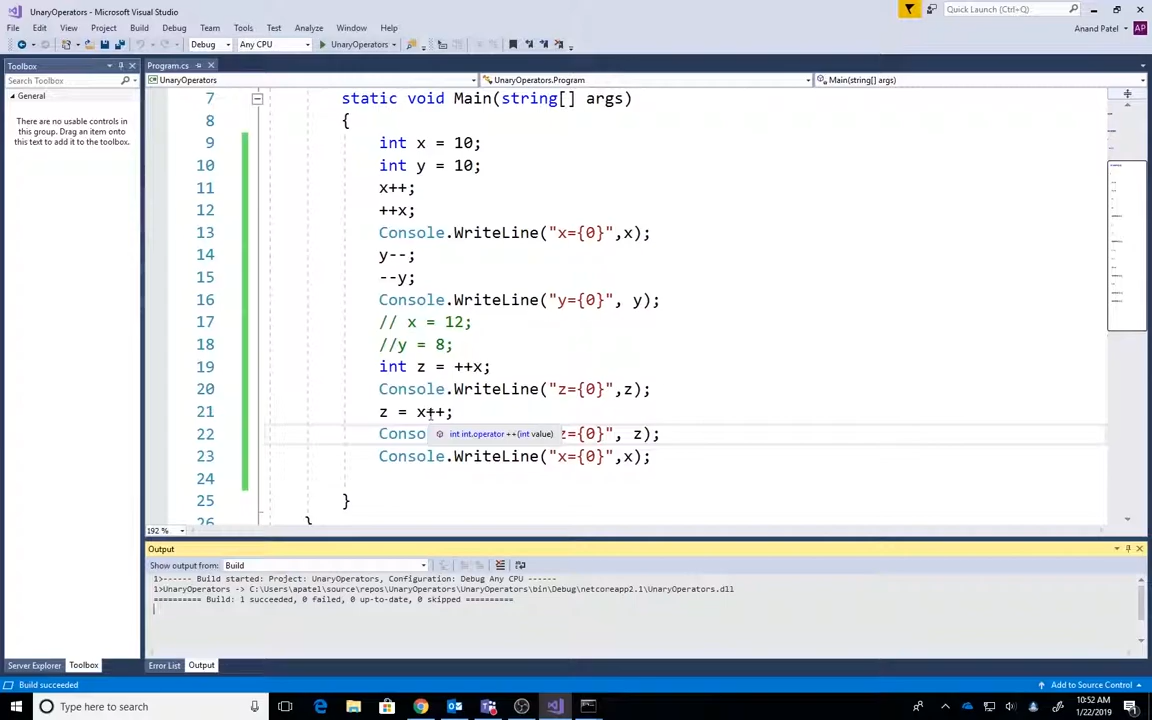 UnaryOperators - Microsoft Visual Studio
Quick Launch (Ctrl+Q)
File Edit View Project Build Debug Team Tools Test Analyze Window Help
Anand Patel AP
Debug Any CPU UnaryOperators
Toolbox
Program.cs
Search Toolbox
UnaryOperators UnaryOperators.Program Main(string[] args)
General
There are no usable controls in
this group. Drag an item onto
this text to add it to the toolbox.
7 static void Main(string[] args)
8 {
9 int x = 10;
10 int y = 10;
11 x++;
12 ++x;
13 Console.WriteLine("x={0}",x);
14 y--;
15 --y;
16 Console.WriteLine("y={0}", y);
17 // x = 12;
18 //y = 8;
19 int z = ++x;
20 Console.WriteLine("z={0}",z);
21 z = x++;
22 Conso z={0}", z);
int int.operator ++(int value)
23 Console.WriteLine("x={0}",x);
24
25 }
26 }
192 %
Output
Show output from: Build
1>------ Build started: Project: UnaryOperators, Configuration: Debug Any CPU ------
1>UnaryOperators -> C:\Users\apatel\source\repos\UnaryOperators\UnaryOperators\bin\Debug\netcoreapp2.1\UnaryOperators.dll
========== Build: 1 succeeded, 0 failed, 0 up-to-date, 0 skipped ==========
Server Explorer Toolbox Error List Output
Build succeeded
Add to Source Control
Type here to search
10:52 AM
1/22/2019